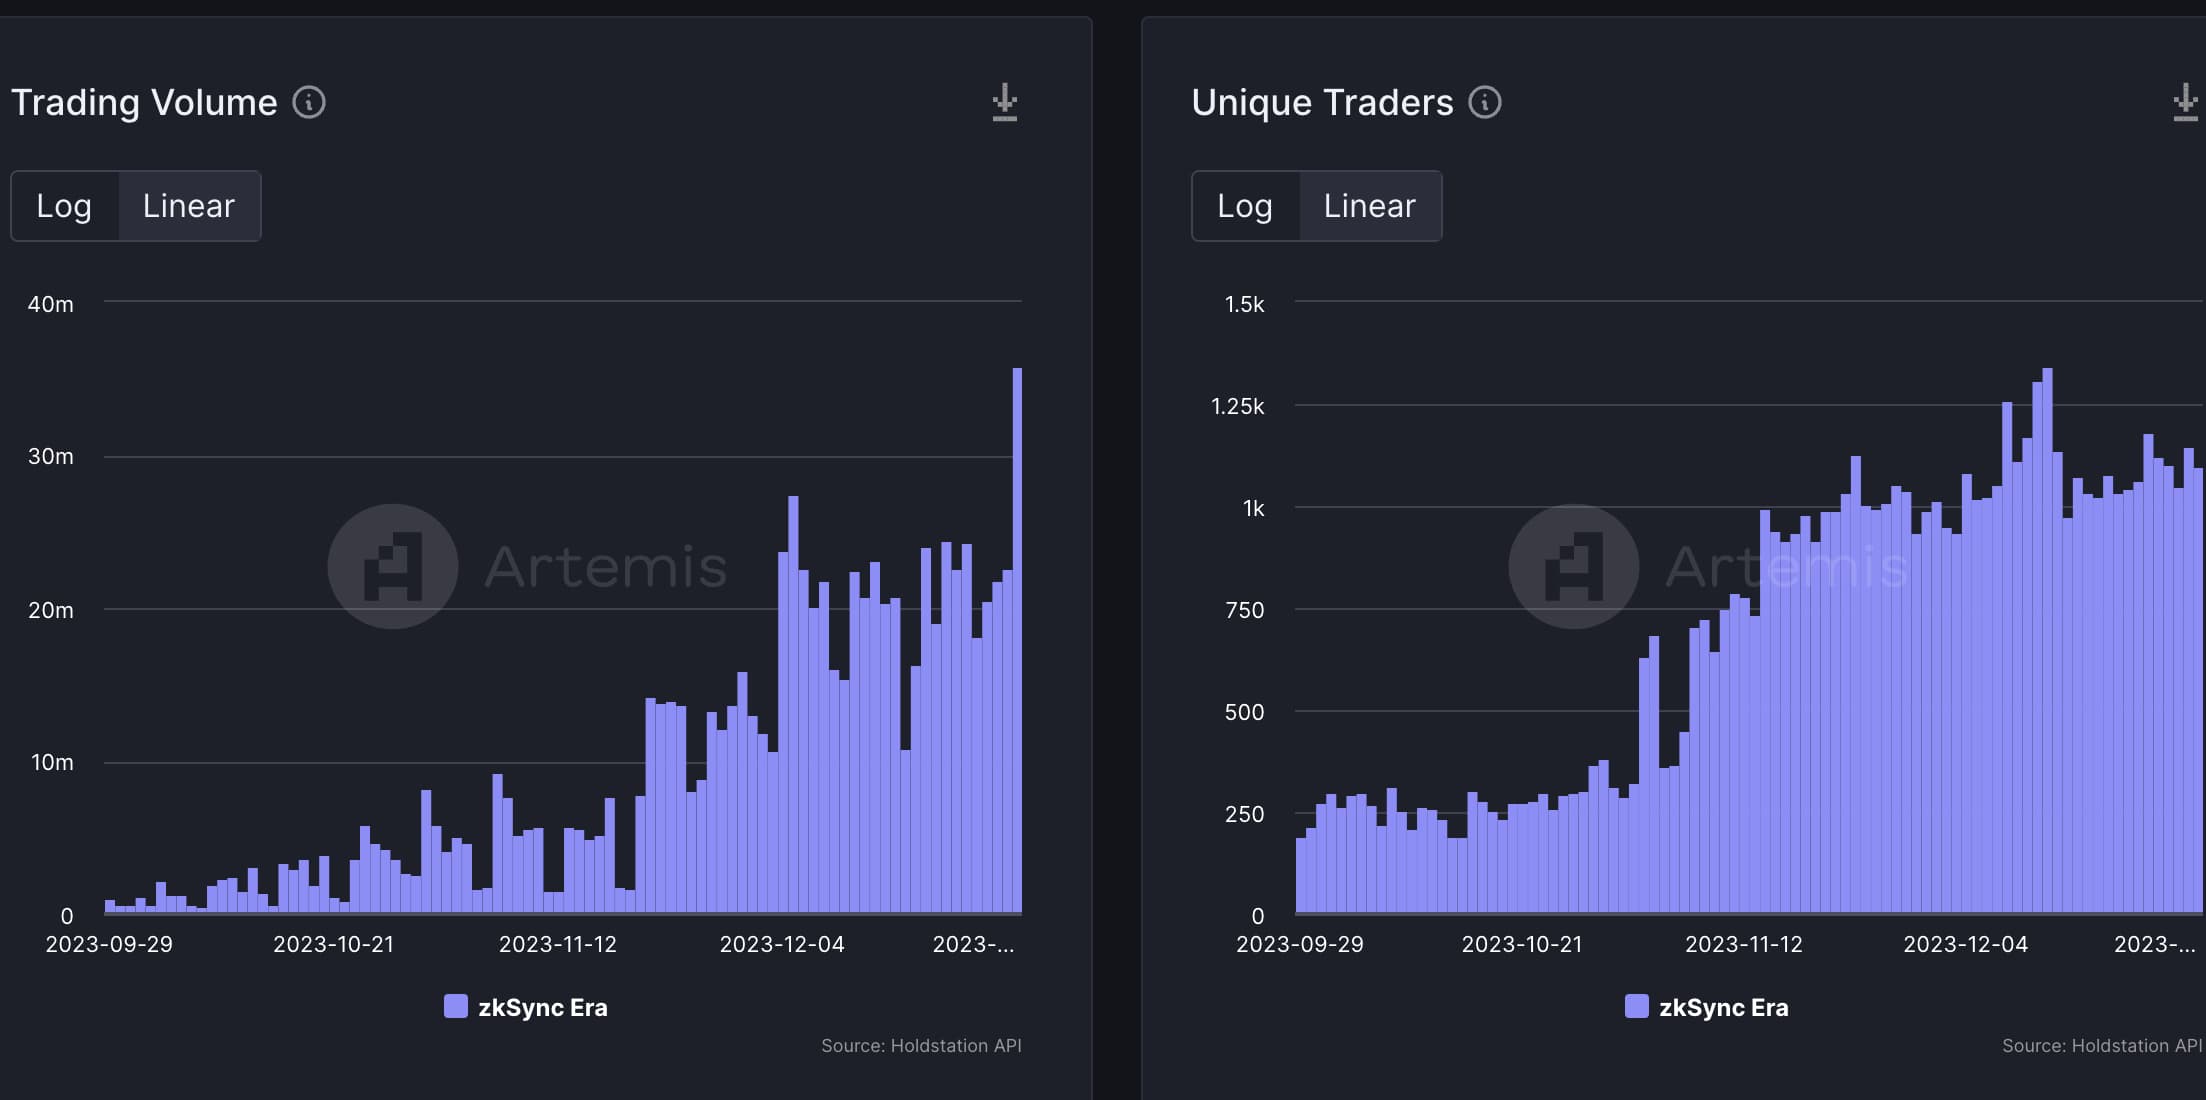 Trading Volume
Log Linear
40m
30m
20m
10m
0
Artemis
2023-09-29 2023-10-21 2023-11-12 2023-12-04 2023-...
zkSync Era
Source: Holdstation API
Unique Traders
Log Linear
1.5k
1.25k
1k
750
500
250
0
Artemis
2023-09-29 2023-10-21 2023-11-12 2023-12-04 2023-...
zkSync Era
Source: Holdstation API